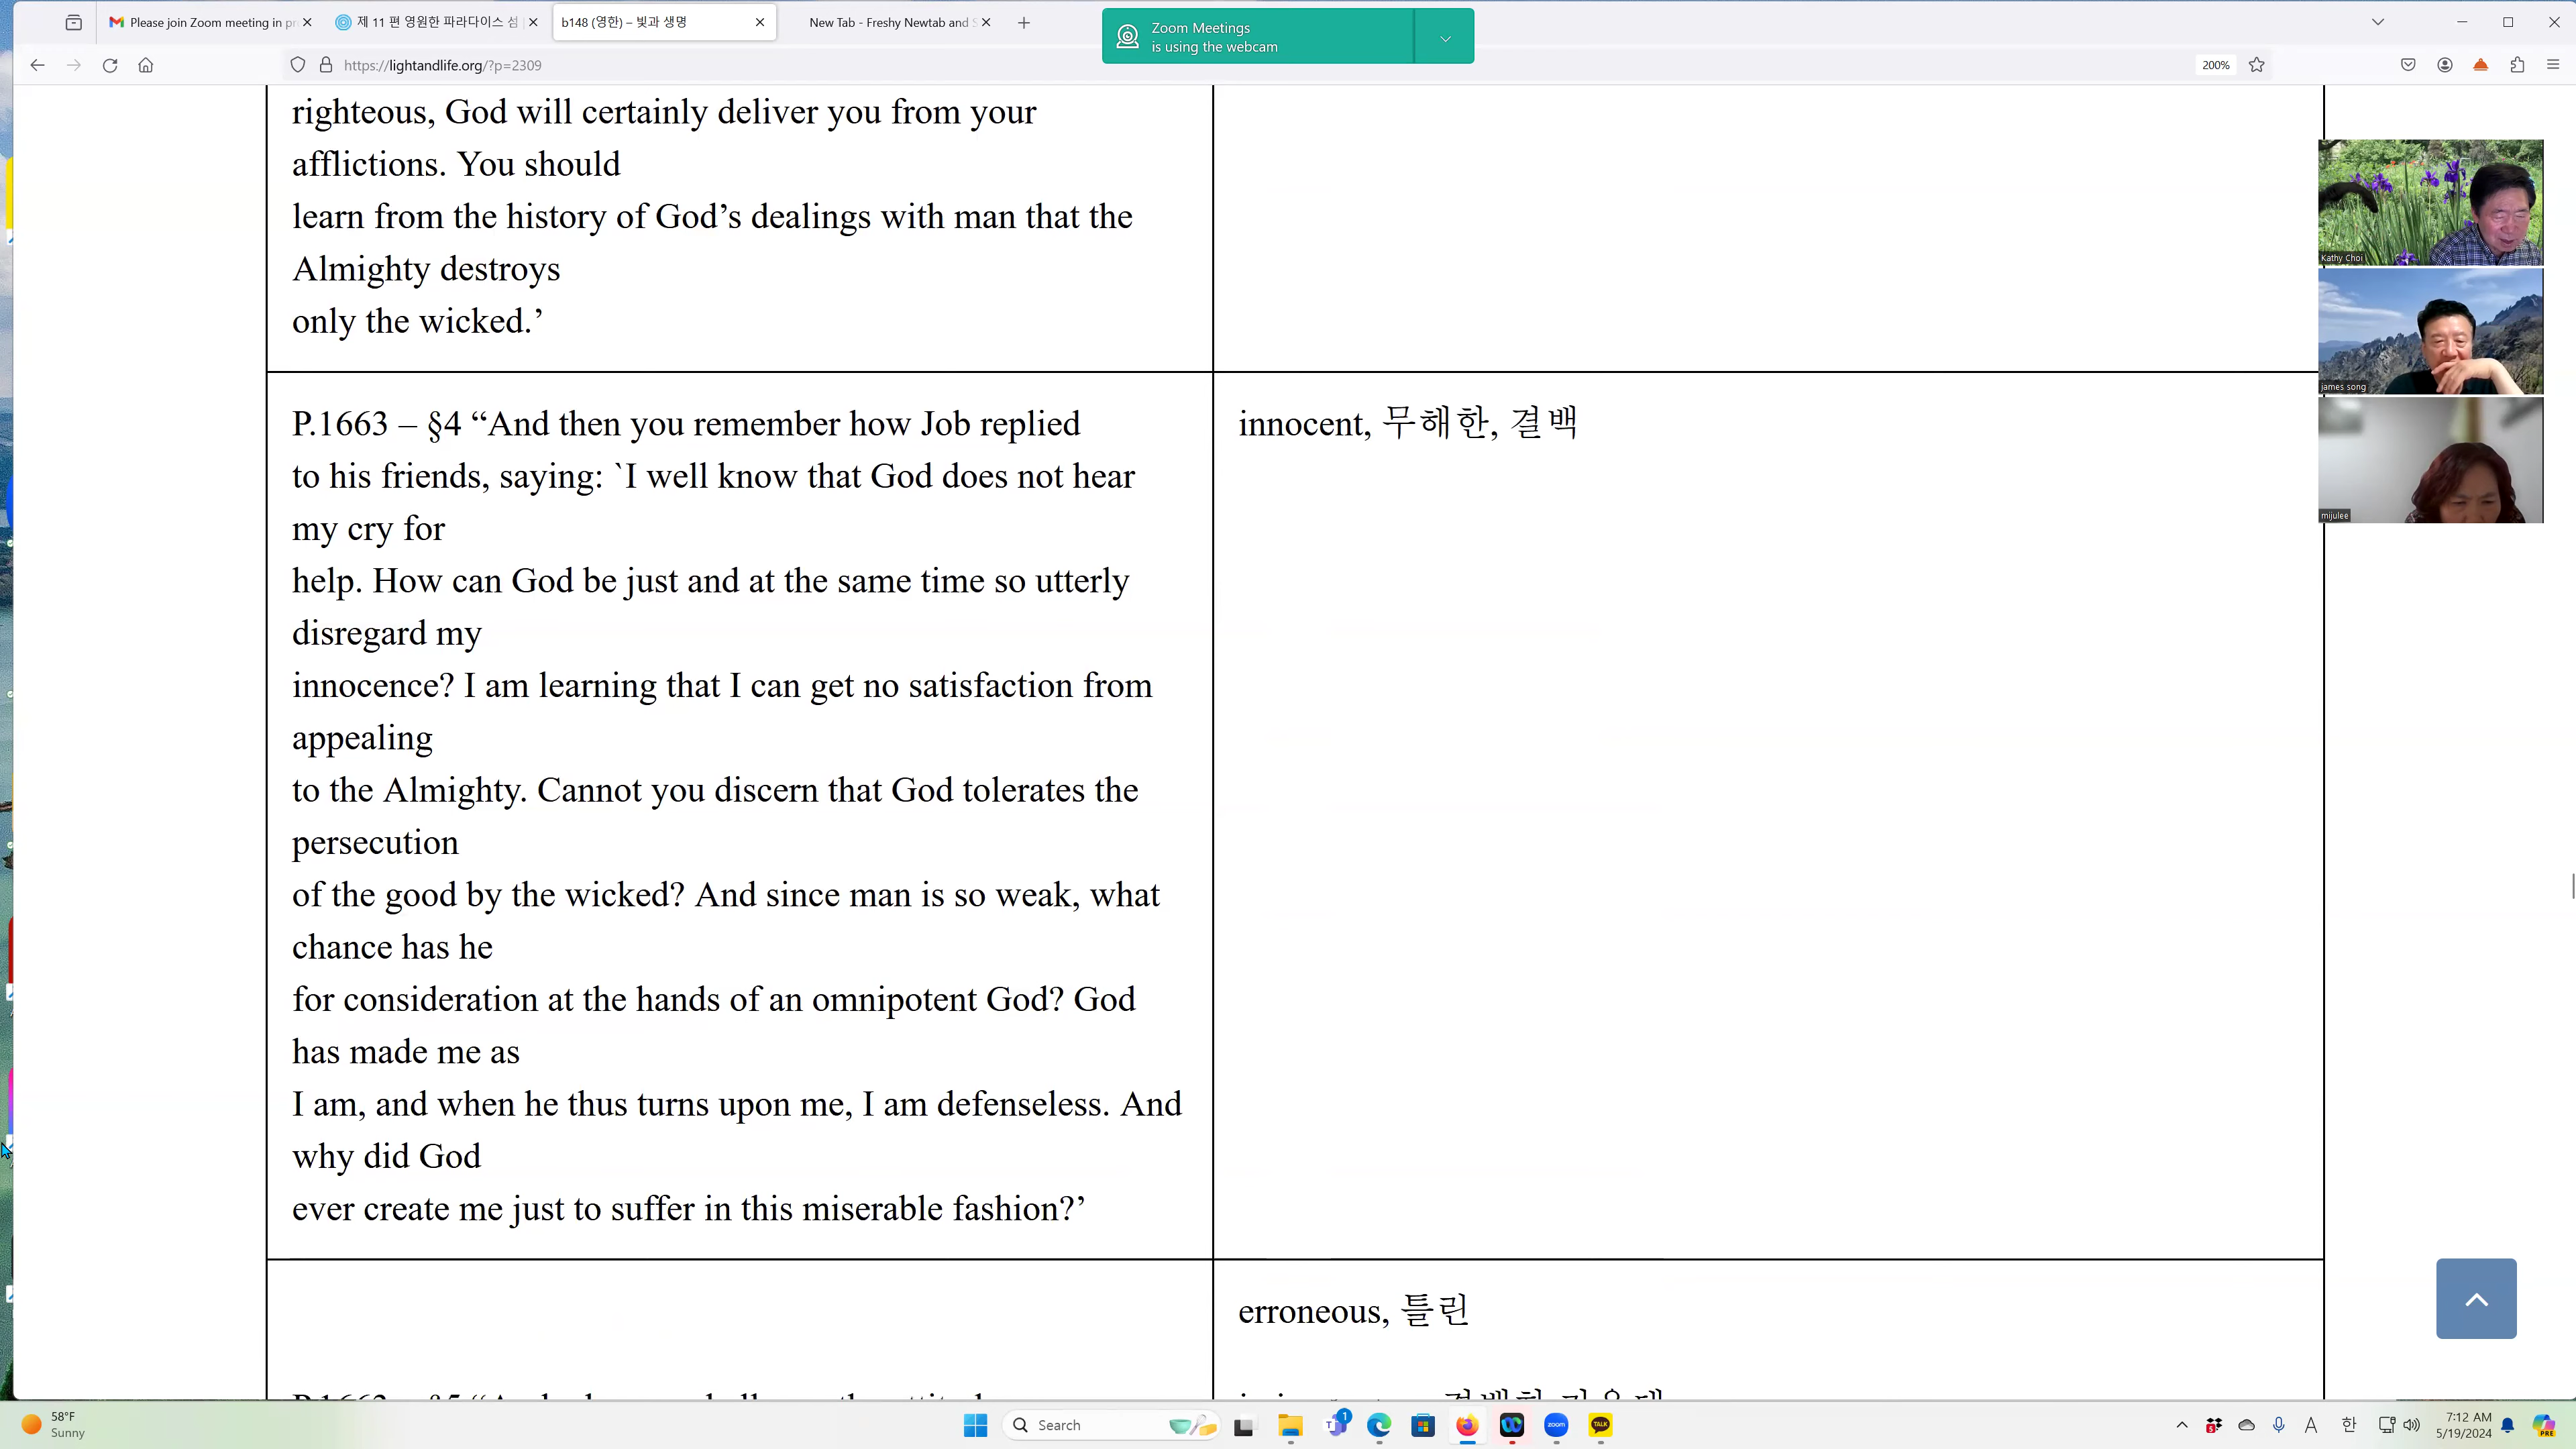 Please join Zoom meeting in pr
제 11 편 영원한 파라다이스 섬
b148 (영한) – 빛과 생명
New Tab - Freshy Newtab and S
Zoom Meetings
is using the webcam
https://lightandlife.org/?p=2309
200%
righteous, God will certainly deliver you from your
afflictions. You should
learn from the history of God’s dealings with man that the
Almighty destroys
only the wicked.’
P.1663 – §4 “And then you remember how Job replied
to his friends, saying: `I well know that God does not hear
my cry for
help. How can God be just and at the same time so utterly
disregard my
innocence? I am learning that I can get no satisfaction from
appealing
to the Almighty. Cannot you discern that God tolerates the
persecution
of the good by the wicked? And since man is so weak, what
chance has he
for consideration at the hands of an omnipotent God? God
has made me as
I am, and when he thus turns upon me, I am defenseless. And
why did God
ever create me just to suffer in this miserable fashion?’
innocent, 무해한, 결백
erroneous, 틀린
Kathy Choi
james song
mijulee
58°F
Sunny
Search
1
zoom
TALK
A
한
7:12 AM
5/19/2024
PRE